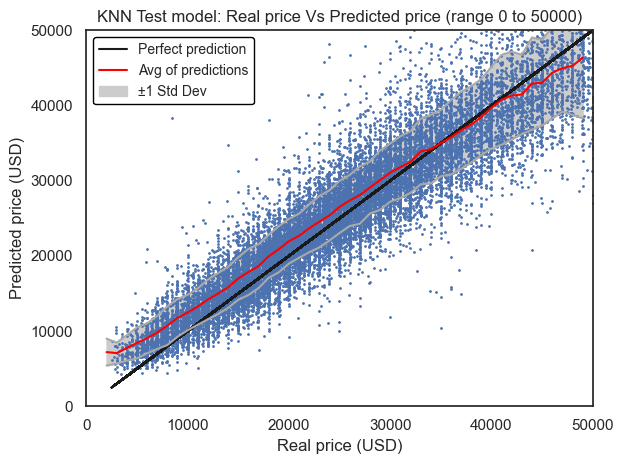 KNN Test model: Real price Vs Predicted price (range 0 to 50000)
50000
40000
30000
20000
10000
0
Predicted price (USD)
Perfect prediction
Avg of predictions
±1 Std Dev
0 10000 20000 30000 40000 50000
Real price (USD)